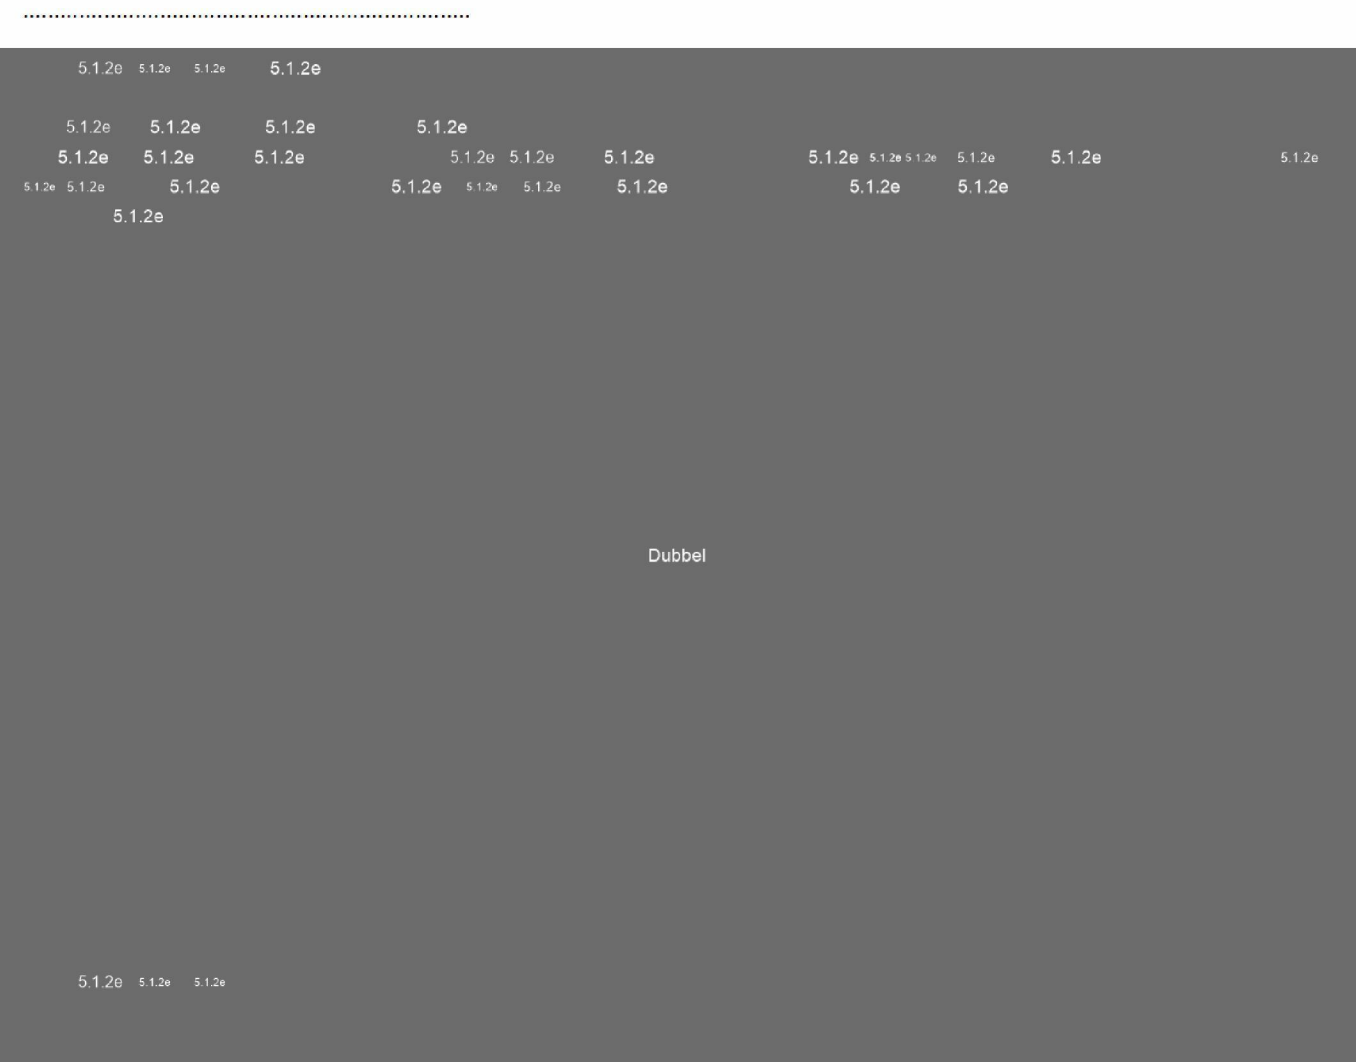 ................................................................................
5.1.2e 5.1.2e 5.1.2e 5.1.2e
5.1.2e 5.1.2e 5.1.2e 5.1.2e
5.1.2e 5.1.2e 5.1.2e 5.1.2e 5.1.2e 5.1.2e 5.1.2e 5.1.2e 5.1.2e 5.1.2e 5.1.2e 5.1.2e
5.1.2e 5.1.2e 5.1.2e 5.1.2e 5.1.2e 5.1.2e 5.1.2e 5.1.2e 5.1.2e
5.1.2e
Dubbel
5.1.2e 5.1.2e 5.1.2e